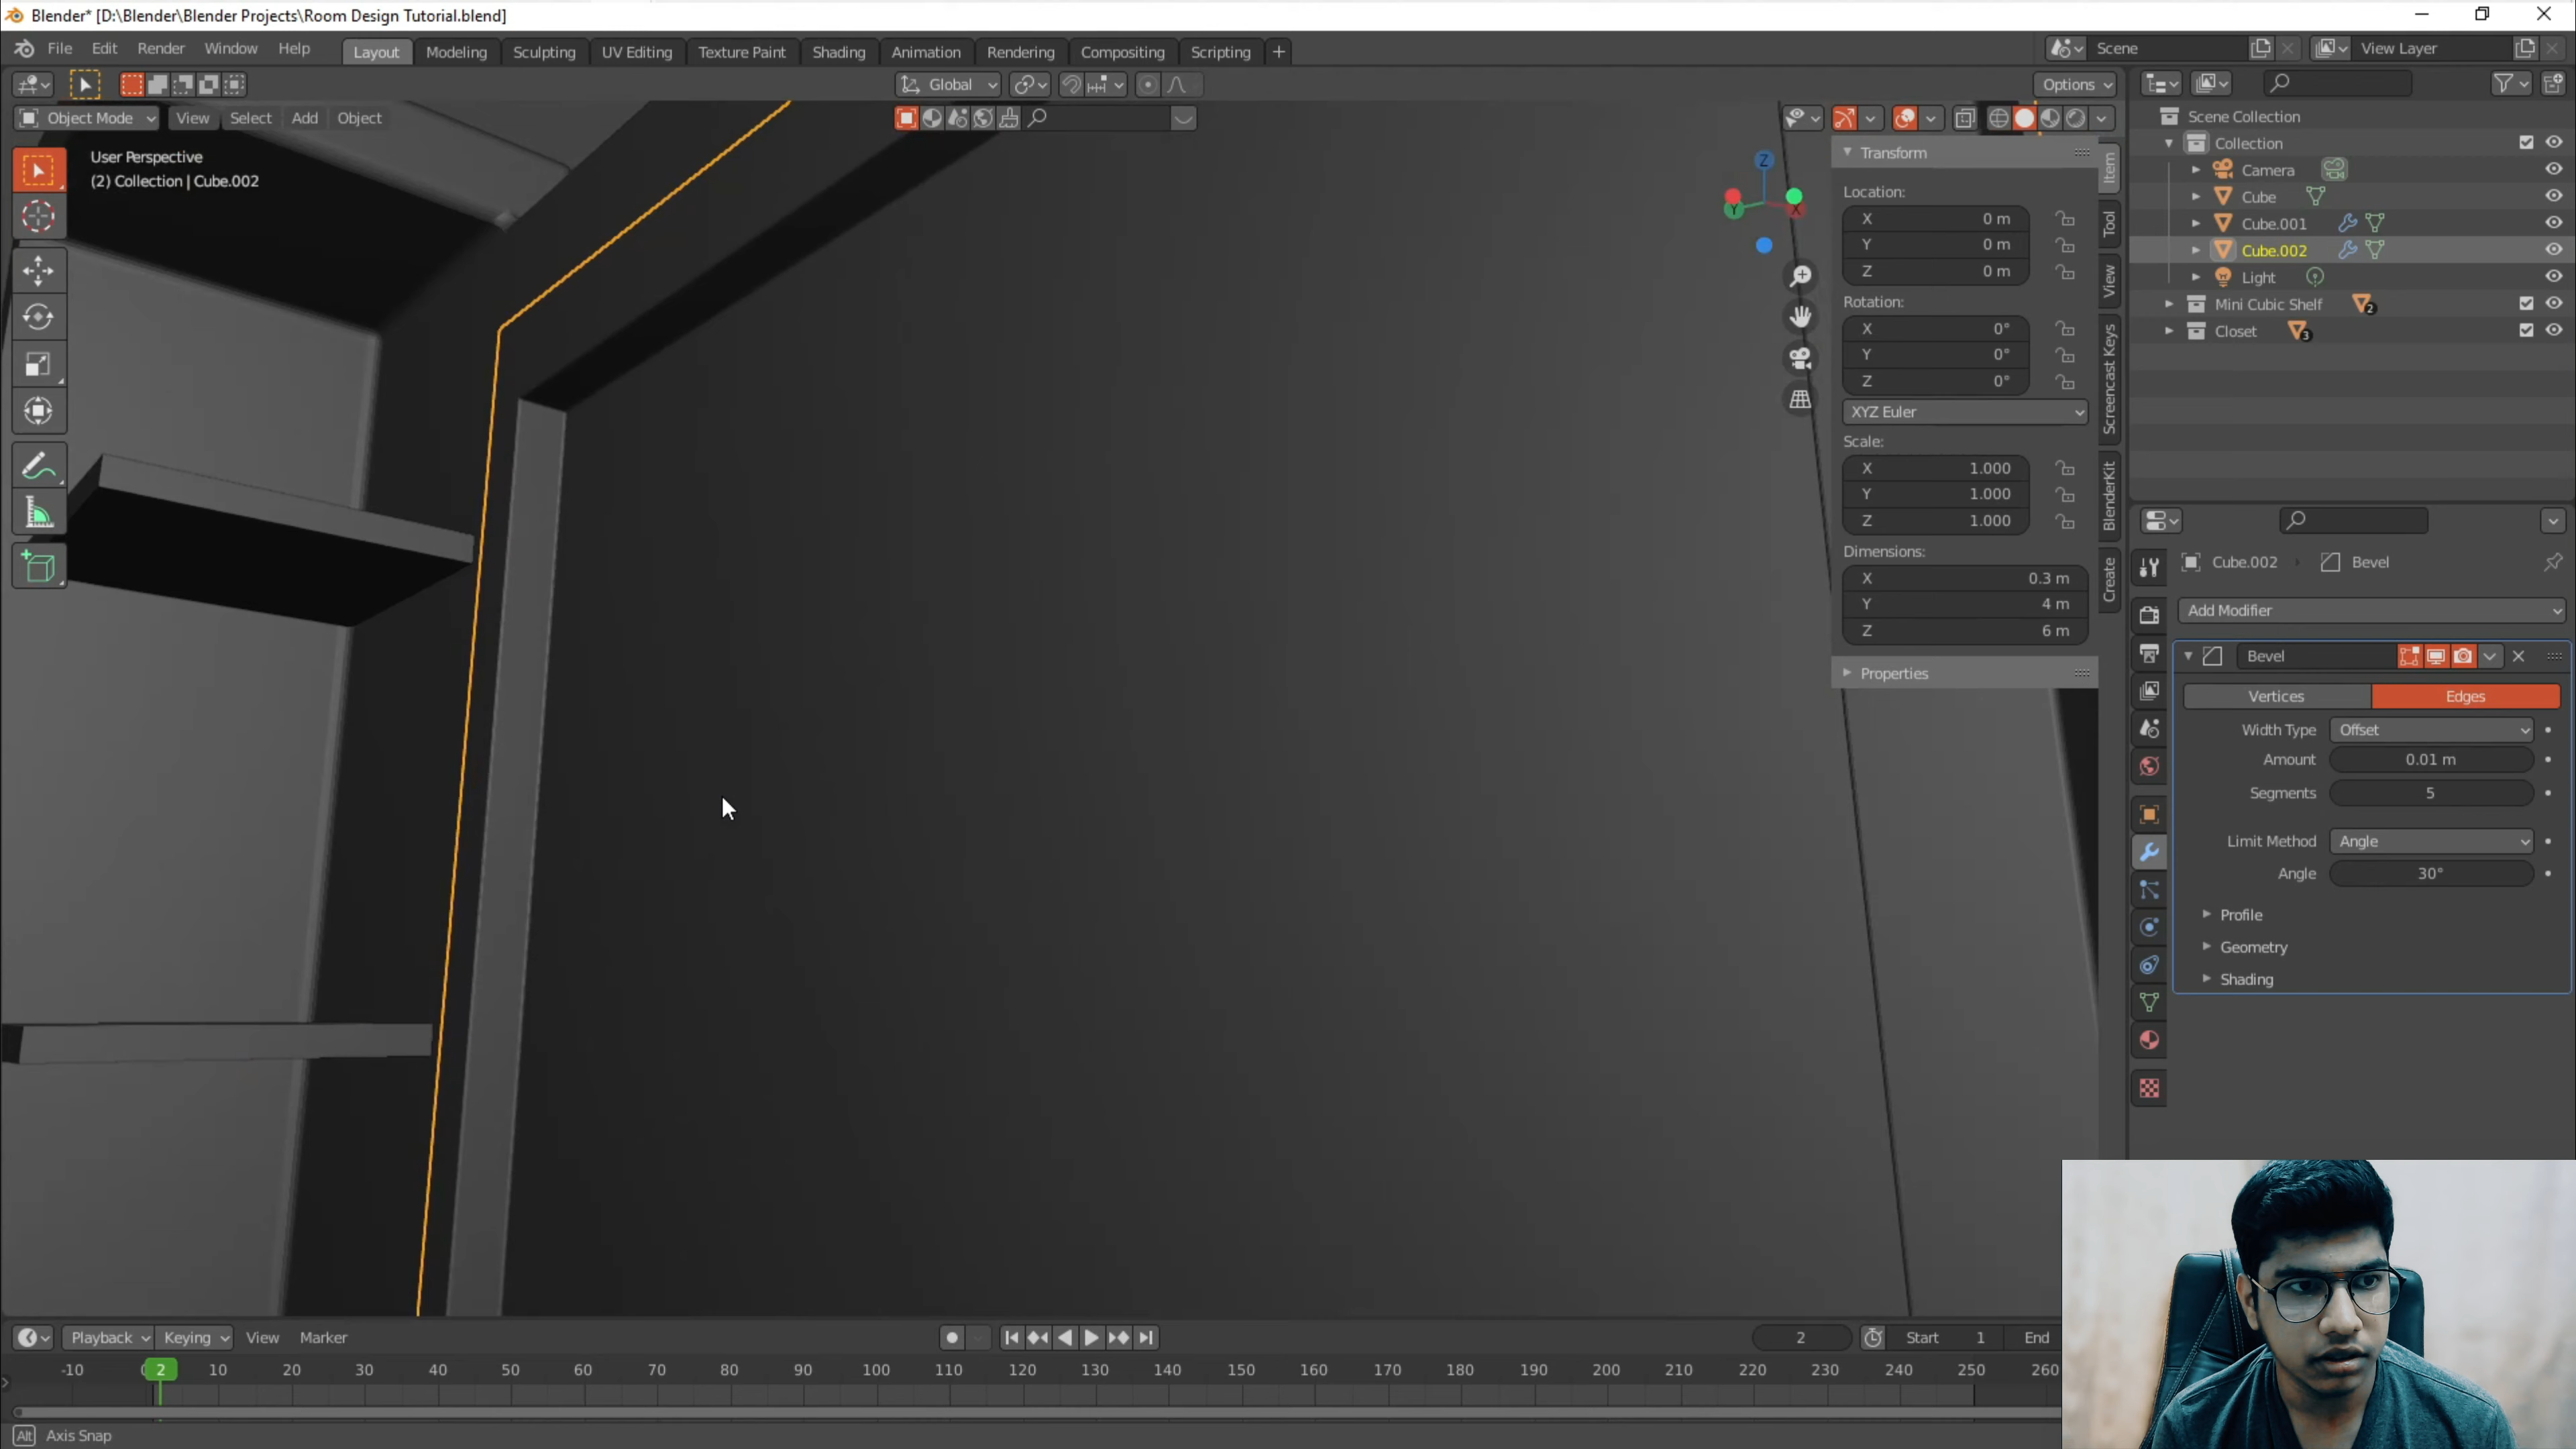 Blender* [D:\Blender\Blender Projects\Room Design Tutorial.blend]
File Edit Render Window Help Layout Modeling Sculpting UV Editing Texture Paint Shading Animation Rendering Compositing Scripting + Scene View Layer
Global Options
Object Mode View Select Add Object
User Perspective
(2) Collection | Cube.002
Z
Y X
Transform
Location:
X 0 m
Y 0 m
Z 0 m
Rotation:
X 0°
Y 0°
Z 0°
XYZ Euler
Scale:
X 1.000
Y 1.000
Z 1.000
Dimensions:
X 0.3 m
Y 4 m
Z 6 m
Properties
Item
Tool
View
Screencast Keys
BlenderKit
Create
Scene Collection
Collection
Camera
Cube
Cube.001
Cube.002
Light
Mini Cubic Shelf 2
Closet 3
Cube.002 Bevel
Add Modifier
Bevel
Vertices Edges
Width Type Offset
Amount 0.01 m
Segments 5
Limit Method Angle
Angle 30°
Profile
Geometry
Shading
Playback Keying View Marker 2 Start 1 End
-10 0 2 10 20 30 40 50 60 70 80 90 100 110 120 130 140 150 160 170 180 190 200 210 220 230 240 250 260
Alt Axis Snap